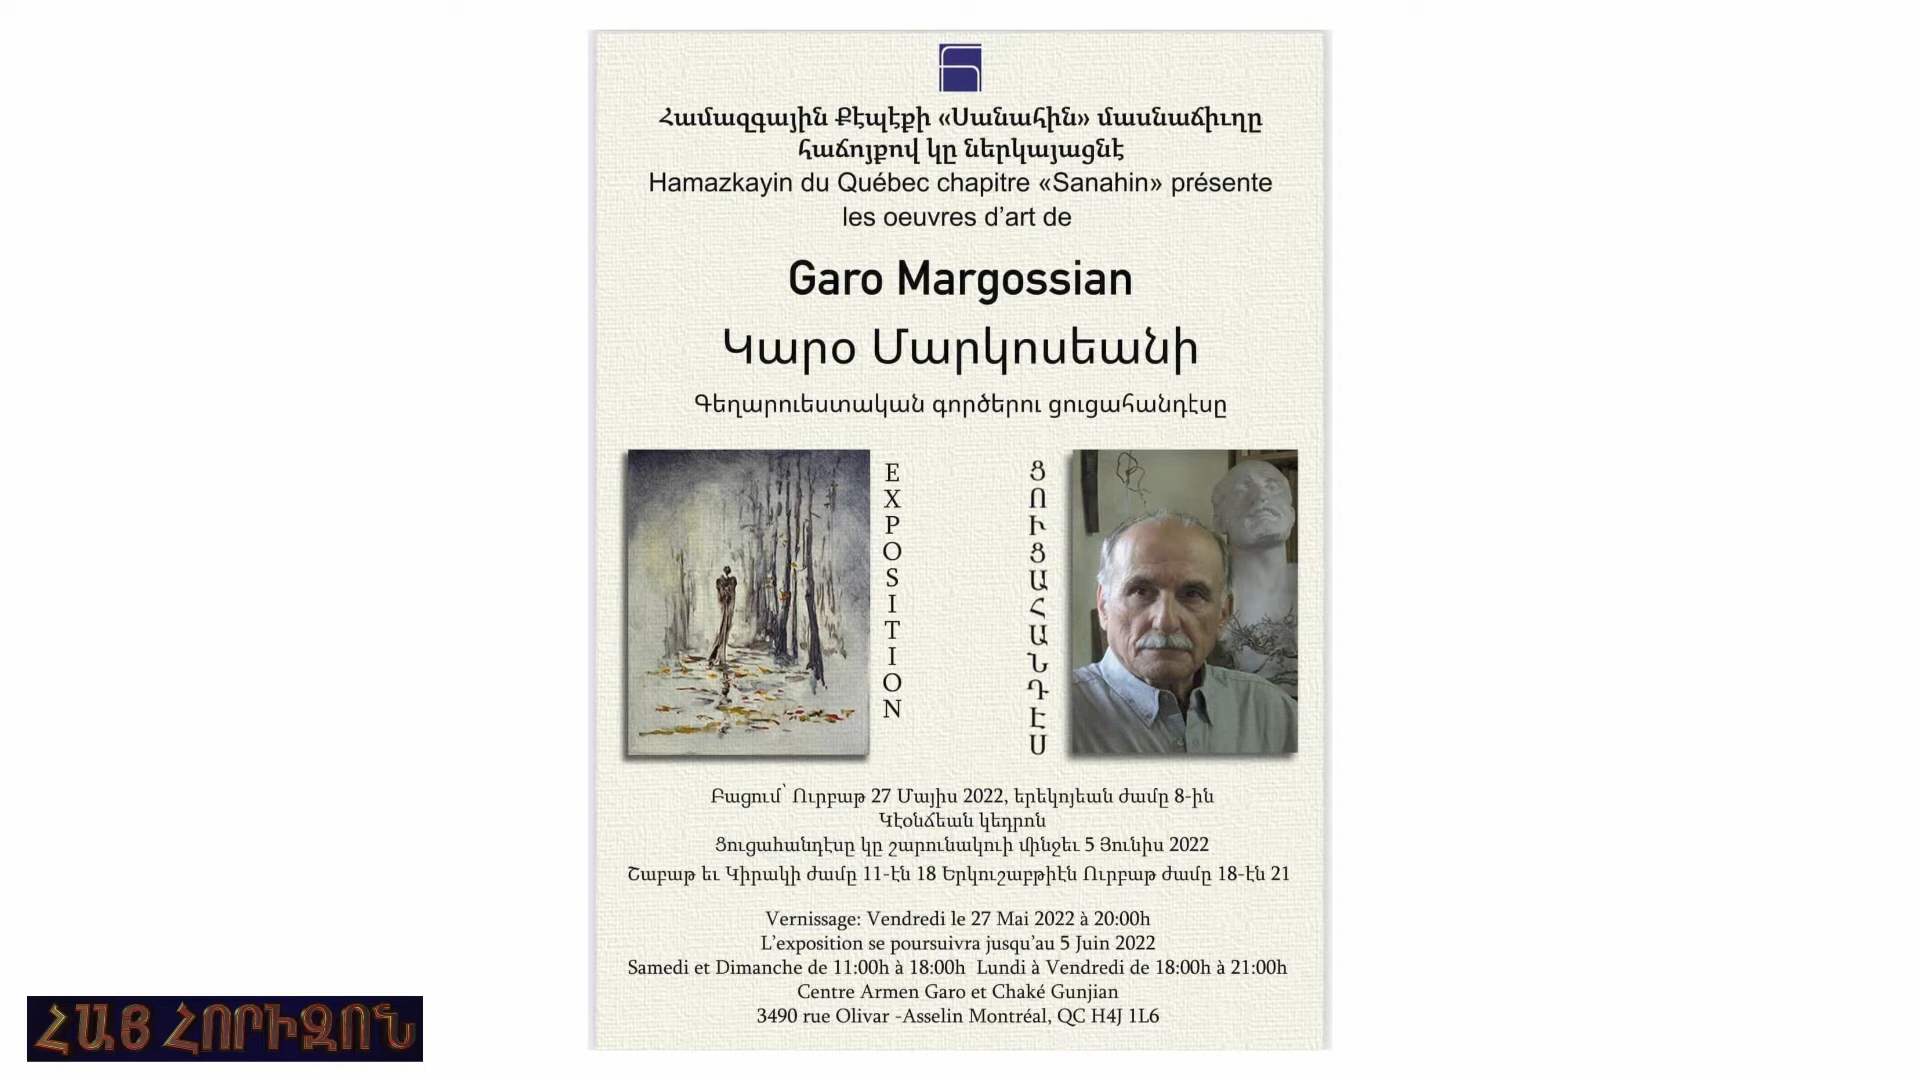 Համազգային Քէպէքի «Սանահին» մասնաճիւղը
հաճոյքով կը ներկայացնէ
Hamazkayin du Québec chapitre «Sanahin» présente
les oeuvres d’art de
Garo Margossian
Կարօ Մարկոսեանի
Գեղարուեստական գործերու ցուցահանդէսը
EXPOSITION
ՑՈՒՑԱՀԱՆԴԷՍ
Բացում՝ Ուրբաթ 27 Մայիս 2022, երեկոյեան ժամը 8-ին
Կէօնճեան կեդրոն
Ցուցահանդէսը կը շարունակուի մինջեւ 5 Յունիս 2022
Շաբաթ եւ Կիրակի ժամը 11-էն 18 Երկուշաբթիէն Ուրբաթ ժամը 18-էն 21
Vernissage: Vendredi le 27 Mai 2022 à 20:00h
L’exposition se poursuivra jusqu’au 5 Juin 2022
Samedi et Dimanche de 11:00h à 18:00h Lundi à Vendredi de 18:00h à 21:00h
Centre Armen Garo et Chaké Gunjian
3490 rue Olivar -Asselin Montréal, QC H4J 1L6
ՀԱՅ ՀՈՐԻԶՈՆ